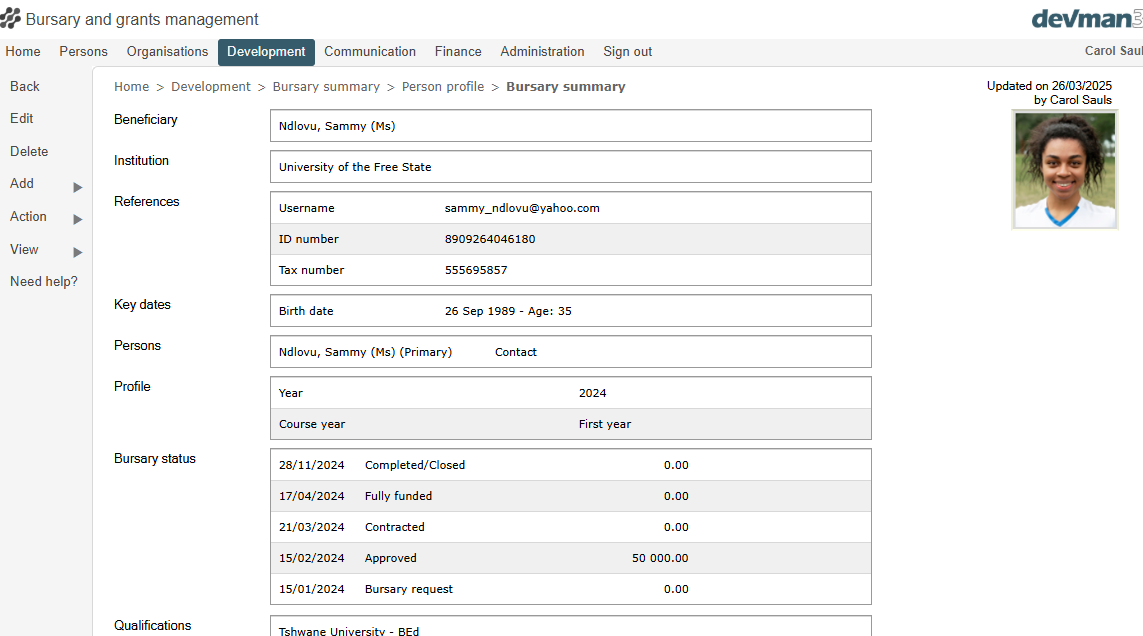 Bursary and grants management
devman3
Home Persons Organisations Development Communication Finance Administration Sign out
Carol Saul
Back
Edit
Delete
Add
Action
View
Need help?
Home > Development > Bursary summary > Person profile > Bursary summary
Updated on 26/03/2025
by Carol Sauls
Beneficiary
Ndlovu, Sammy (Ms)
Institution
University of the Free State
References
Username sammy_ndlovu@yahoo.com
ID number 8909264046180
Tax number 555695857
Key dates
Birth date 26 Sep 1989 - Age: 35
Persons
Ndlovu, Sammy (Ms) (Primary) Contact
Profile
Year 2024
Course year First year
Bursary status
28/11/2024 Completed/Closed 0.00
17/04/2024 Fully funded 0.00
21/03/2024 Contracted 0.00
15/02/2024 Approved 50 000.00
15/01/2024 Bursary request 0.00
Qualifications
Tshwane University - BEd